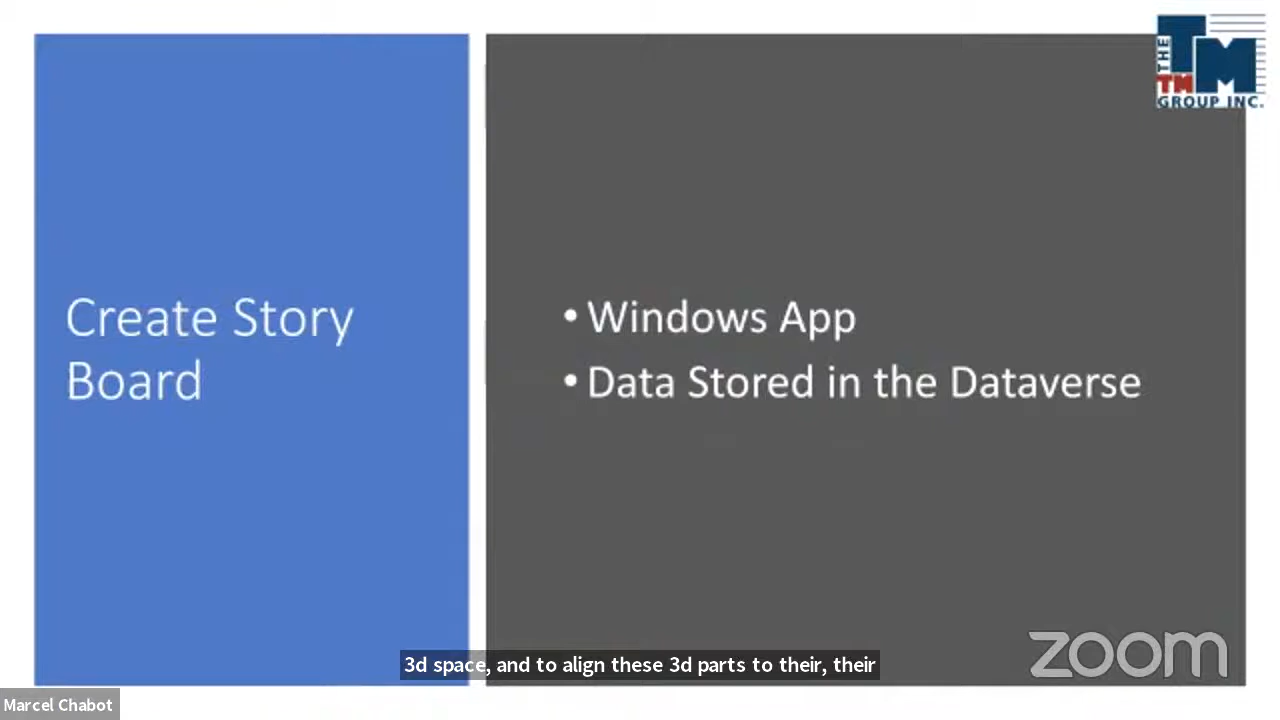 THE
TM
TM
GROUP INC.
Create Story
Board
• Windows App
• Data Stored in the Dataverse
3d space, and to align these 3d parts to their, their
zoom
Marcel Chabot